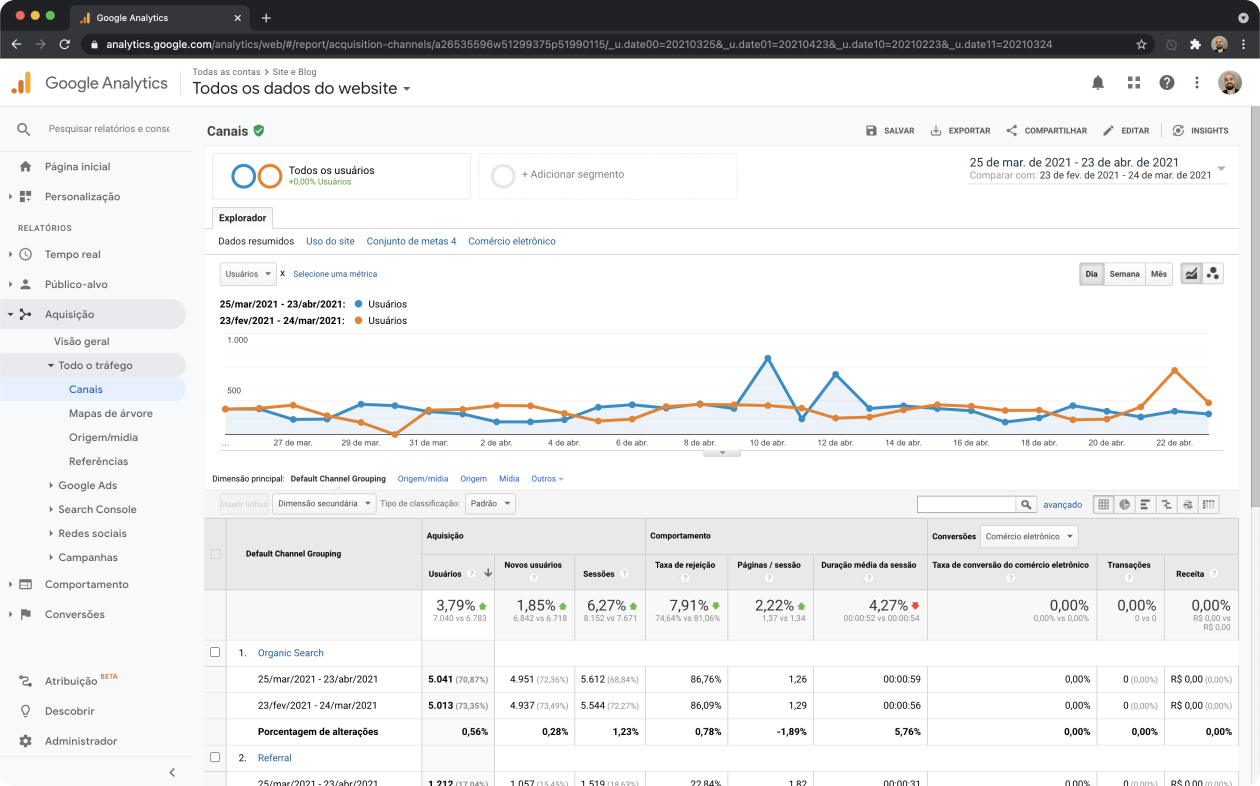 Google Analytics
analytics.google.com/analytics/web/#/report/acquisition-channels/a26535596w51299375p51990115/_u.date00=20210325&_u.date01=20210423&_u.date10=20210223&_u.date11=20210324
Google Analytics
Todas as contas > Site e Blog
Todos os dados do website
Pesquisar relatórios e conse
Página inicial
Personalização
RELATÓRIOS
Tempo real
Público-alvo
Aquisição
Visão geral
Todo o tráfego
Canais
Mapas de árvore
Origem/mídia
Referências
Google Ads
Search Console
Redes sociais
Campanhas
Comportamento
Conversões
Atribuição BETA
Descobrir
Administrador
Canais
SALVAR EXPORTAR COMPARTILHAR EDITAR INSIGHTS
Todos os usuários
+0,00% Usuários
+ Adicionar segmento
25 de mar. de 2021 - 23 de abr. de 2021
Comparar com: 23 de fev. de 2021 - 24 de mar. de 2021
Explorador
Dados resumidos Uso do site Conjunto de metas 4 Comércio eletrônico
Usuários x Selecione uma métrica
Dia Semana Mês
25/mar/2021 - 23/abr/2021: Usuários
23/fev/2021 - 24/mar/2021: Usuários
1.000
500
... 27 de mar. 29 de mar. 31 de mar. 2 de abr. 4 de abr. 6 de abr. 8 de abr. 10 de abr. 12 de abr. 14 de abr. 16 de abr. 18 de abr. 20 de abr. 22 de abr.
Dimensão principal: Default Channel Grouping Origem/mídia Origem Mídia Outros
Inserir linhas Dimensão secundária Tipo de classificação: Padrão avançado
Default Channel Grouping
Aquisição Comportamento Conversões Comércio eletrônico
Usuários ? Novos usuários ? Sessões ? Taxa de rejeição ? Páginas / sessão ? Duração média da sessão ? Taxa de conversão do comércio eletrônico ? Transações ? Receita ?
3,79% 1,85% 6,27% 7,91% 2,22% 4,27% 0,00% 0,00% 0,00%
7.040 vs 6.783 6.842 vs 6.718 8.152 vs 7.671 74,64% vs 81,06% 1,37 vs 1,34 00:00:52 vs 00:00:54 0,00% vs 0,00% 0 vs 0 R$ 0,00 vs
R$ 0,00
1. Organic Search
25/mar/2021 - 23/abr/2021 5.041 (70,87%) 4.951 (72,36%) 5.612 (68,84%) 86,76% 1,26 00:00:59 0,00% 0 (0,00%) R$ 0,00 (0,00%)
23/fev/2021 - 24/mar/2021 5.013 (73,35%) 4.937 (73,49%) 5.544 (72,27%) 86,09% 1,29 00:00:56 0,00% 0 (0,00%) R$ 0,00 (0,00%)
Porcentagem de alterações 0,56% 0,28% 1,23% 0,78% -1,89% 5,76% 0,00% 0,00% 0,00%
2. Referral
25/mar/2021 - 23/abr/2021 1.212 (17,04%) 1.057 (15,45%) 1.519 (18,63%) 22,84% 1,82 00:00:31 0,00% 0 (0,00%) R$ 0,00 (0,00%)